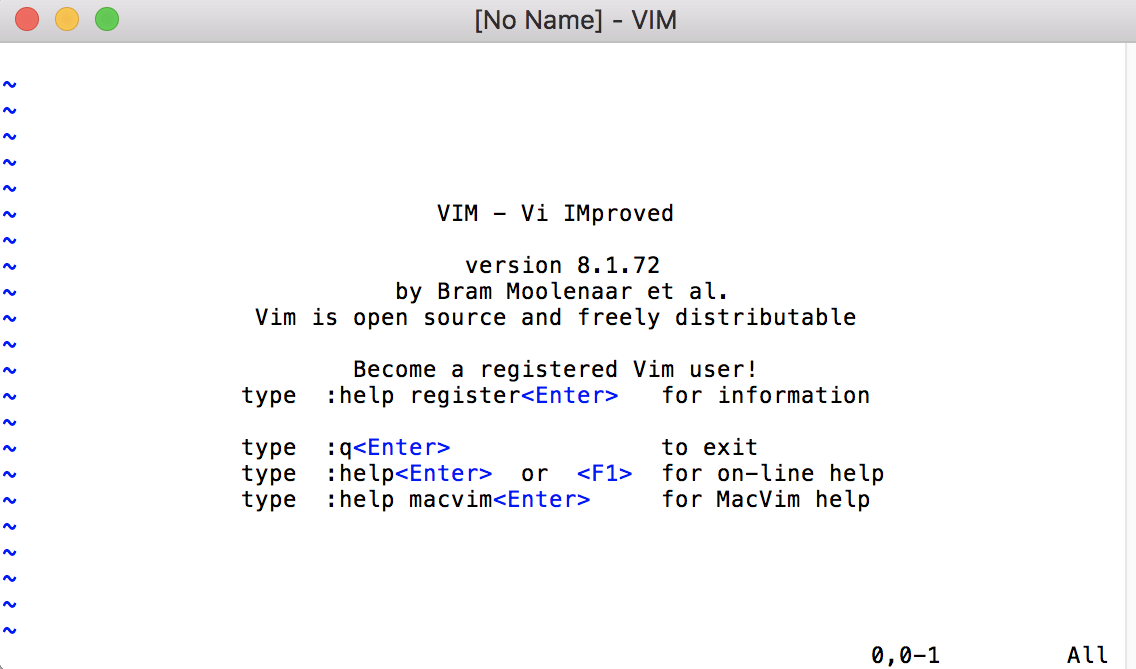 [No Name] - VIM
~
~
~
~
~
~ VIM - Vi IMproved
~
~ version 8.1.72
~ by Bram Moolenaar et al.
~ Vim is open source and freely distributable
~
~ Become a registered Vim user!
~ type :help register<Enter> for information
~
~ type :q<Enter> to exit
~ type :help<Enter> or <F1> for on-line help
~ type :help macvim<Enter> for MacVim help
~
~
~
~
~
0,0-1 All